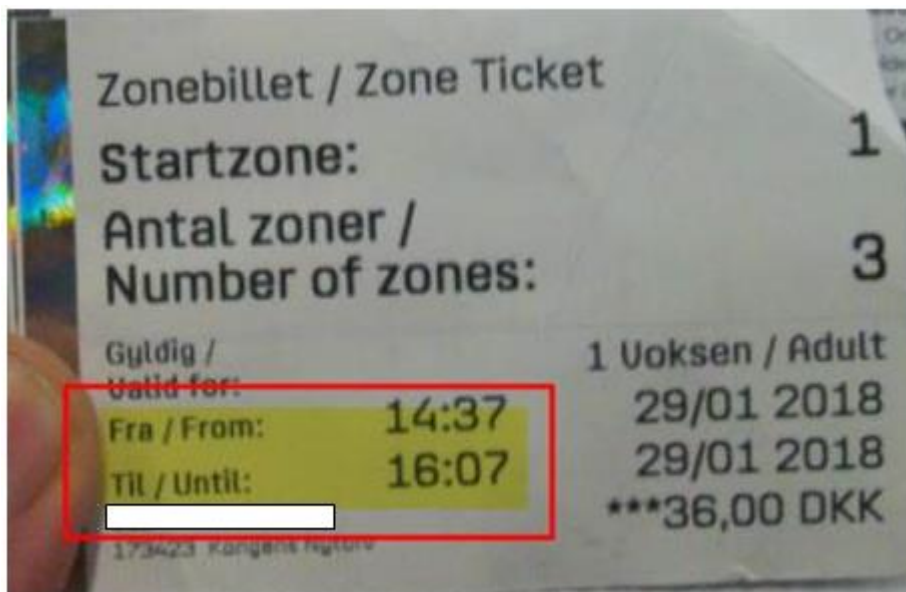 Zonebillet / Zone Ticket
Startzone: 1
Antal zoner /
Number of zones: 3
Gyldig / 1 Voksen / Adult
Valid for:
Fra / From: 14:37 29/01 2018
Til / Until: 16:07 29/01 2018
***36,00 DKK
173423 Kongens Nytorv